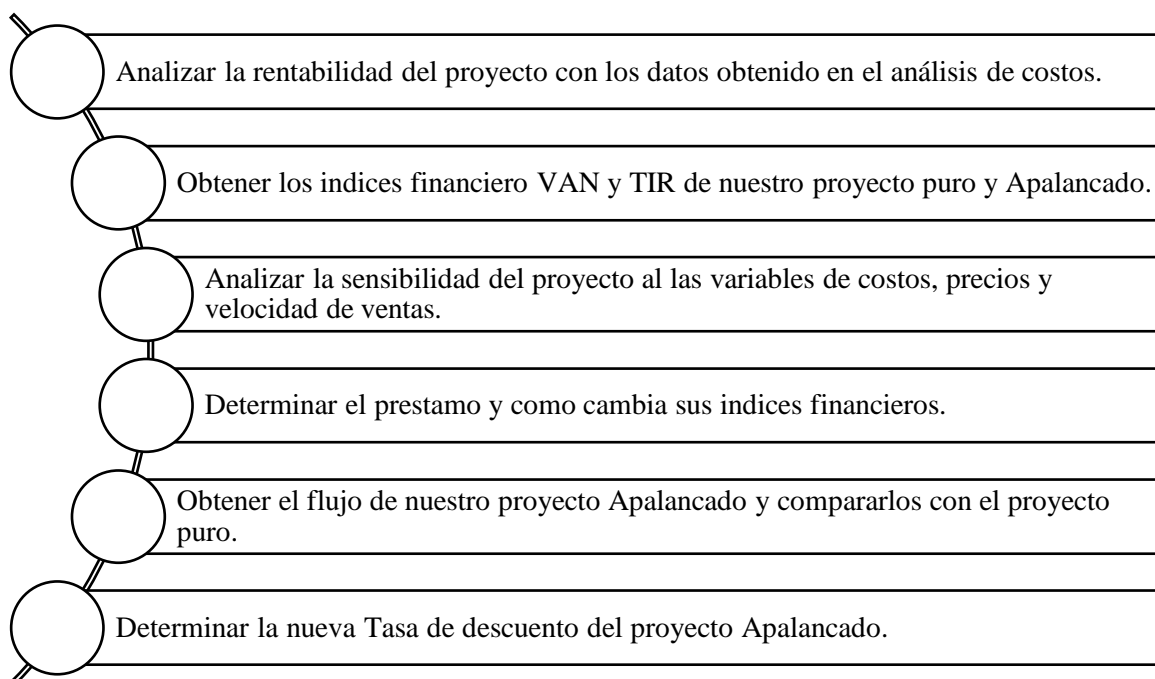 Analizar la rentabilidad del proyecto con los datos obtenido en el análisis de costos.
Obtener los indices financiero VAN y TIR de nuestro proyecto puro y Apalancado.
Analizar la sensibilidad del proyecto al las variables de costos, precios y
velocidad de ventas.
Determinar el prestamo y como cambia sus indices financieros.
Obtener el flujo de nuestro proyecto Apalancado y compararlos con el proyecto
puro.
Determinar la nueva Tasa de descuento del proyecto Apalancado.